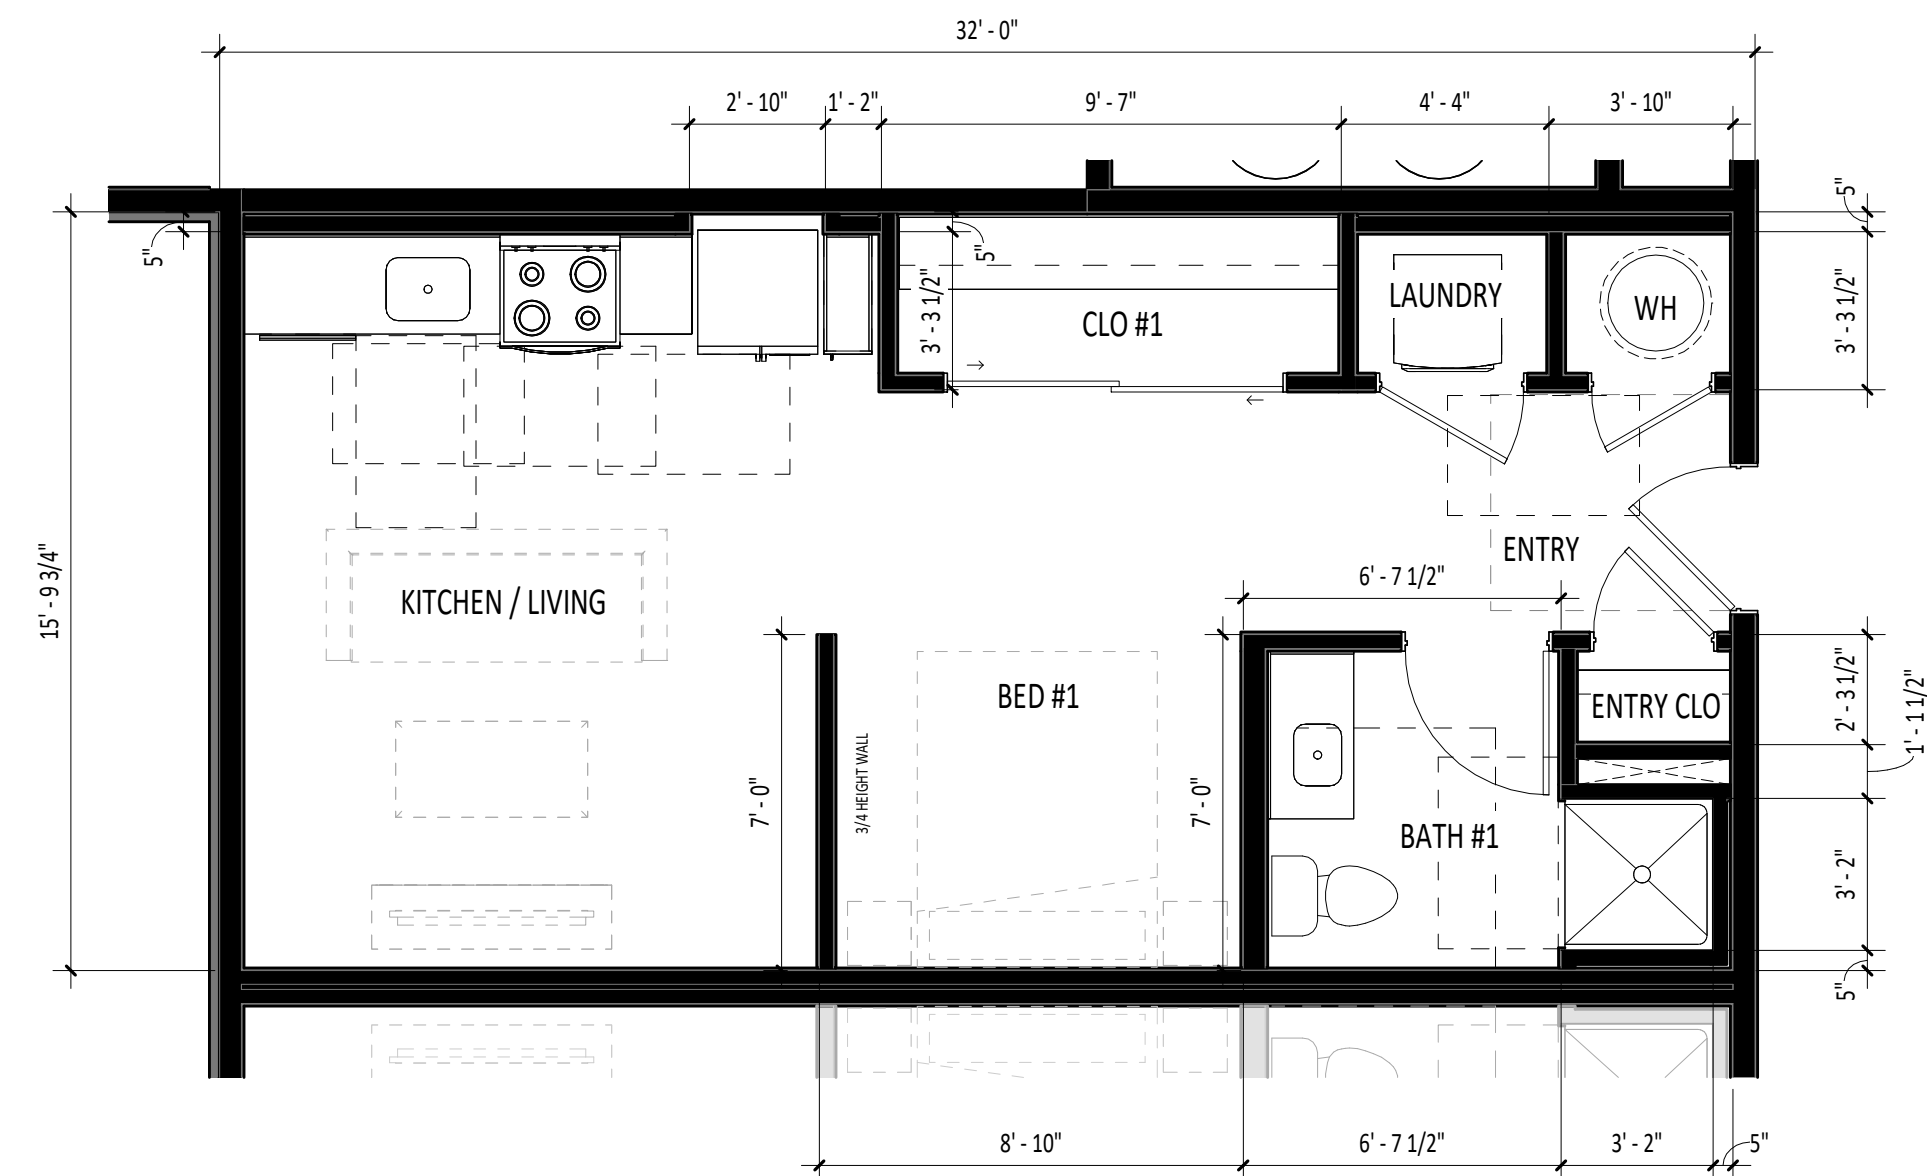 32' - 0"
2' - 10"
1' - 2"
9' - 7"
4' - 4"
3' - 10"
5"
5"
5"
3' - 3 1/2"
3' - 3 1/2"
LAUNDRY
WH
CLO #1
15' - 9 3/4"
ENTRY
6' - 7 1/2"
KITCHEN / LIVING
BED #1
ENTRY CLO
2' - 3 1/2"
1' - 1 1/2"
3/4 HEIGHT WALL
7' - 0"
7' - 0"
BATH #1
3' - 2"
5"
8' - 10"
6' - 7 1/2"
3' - 2"
5"